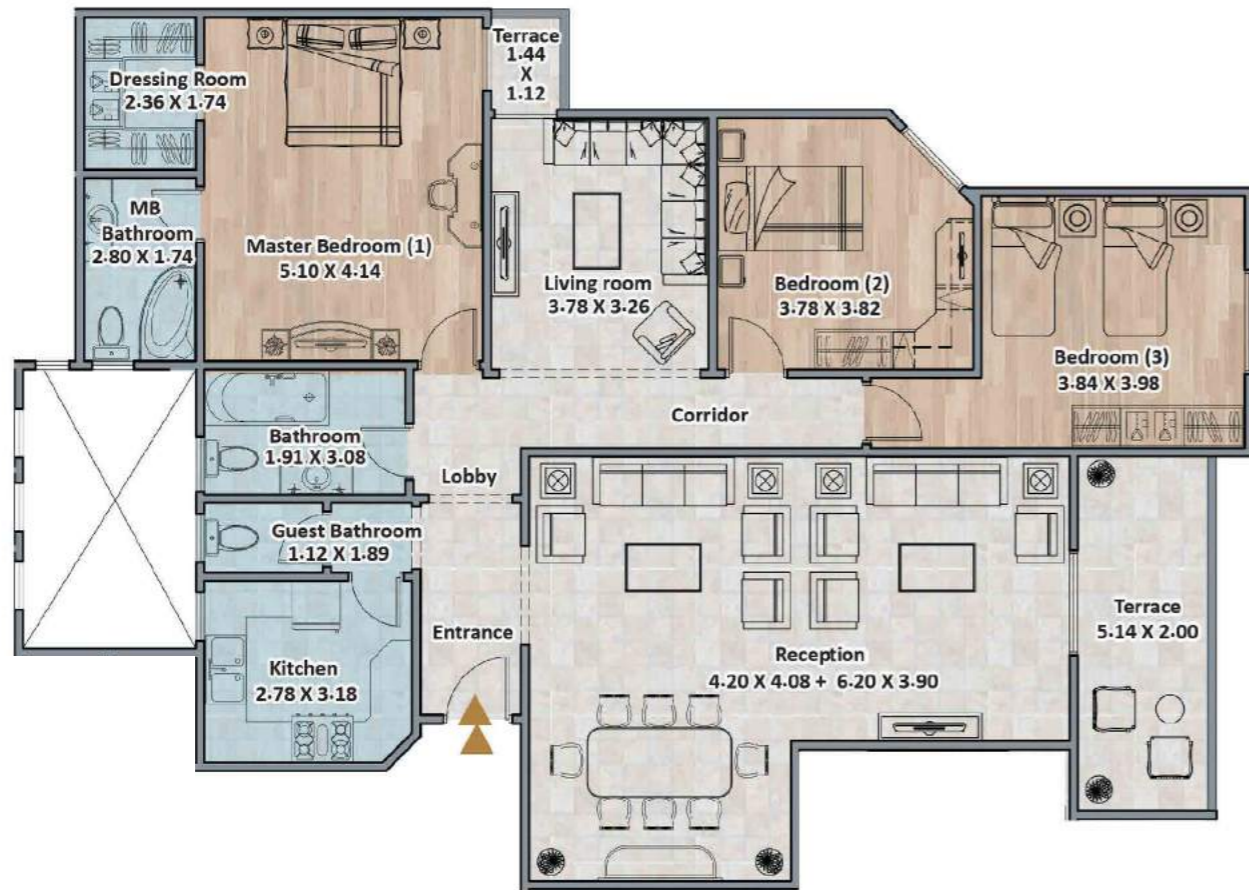 Terrace
1.44
X
1.12
Dressing Room
2.36 X 1.74
MB
Bathroom
2.80 X 1.74
Master Bedroom (1)
5.10 X 4.14
Living room
3.78 X 3.26
Bedroom (2)
3.78 X 3.82
Bedroom (3)
3.84 X 3.98
Corridor
Bathroom
1.91 X 3.08
Lobby
Guest Bathroom
1.12 X 1.89
Entrance
Kitchen
2.78 X 3.18
Reception
4.20 X 4.08 + 6.20 X 3.90
Terrace
5.14 X 2.00